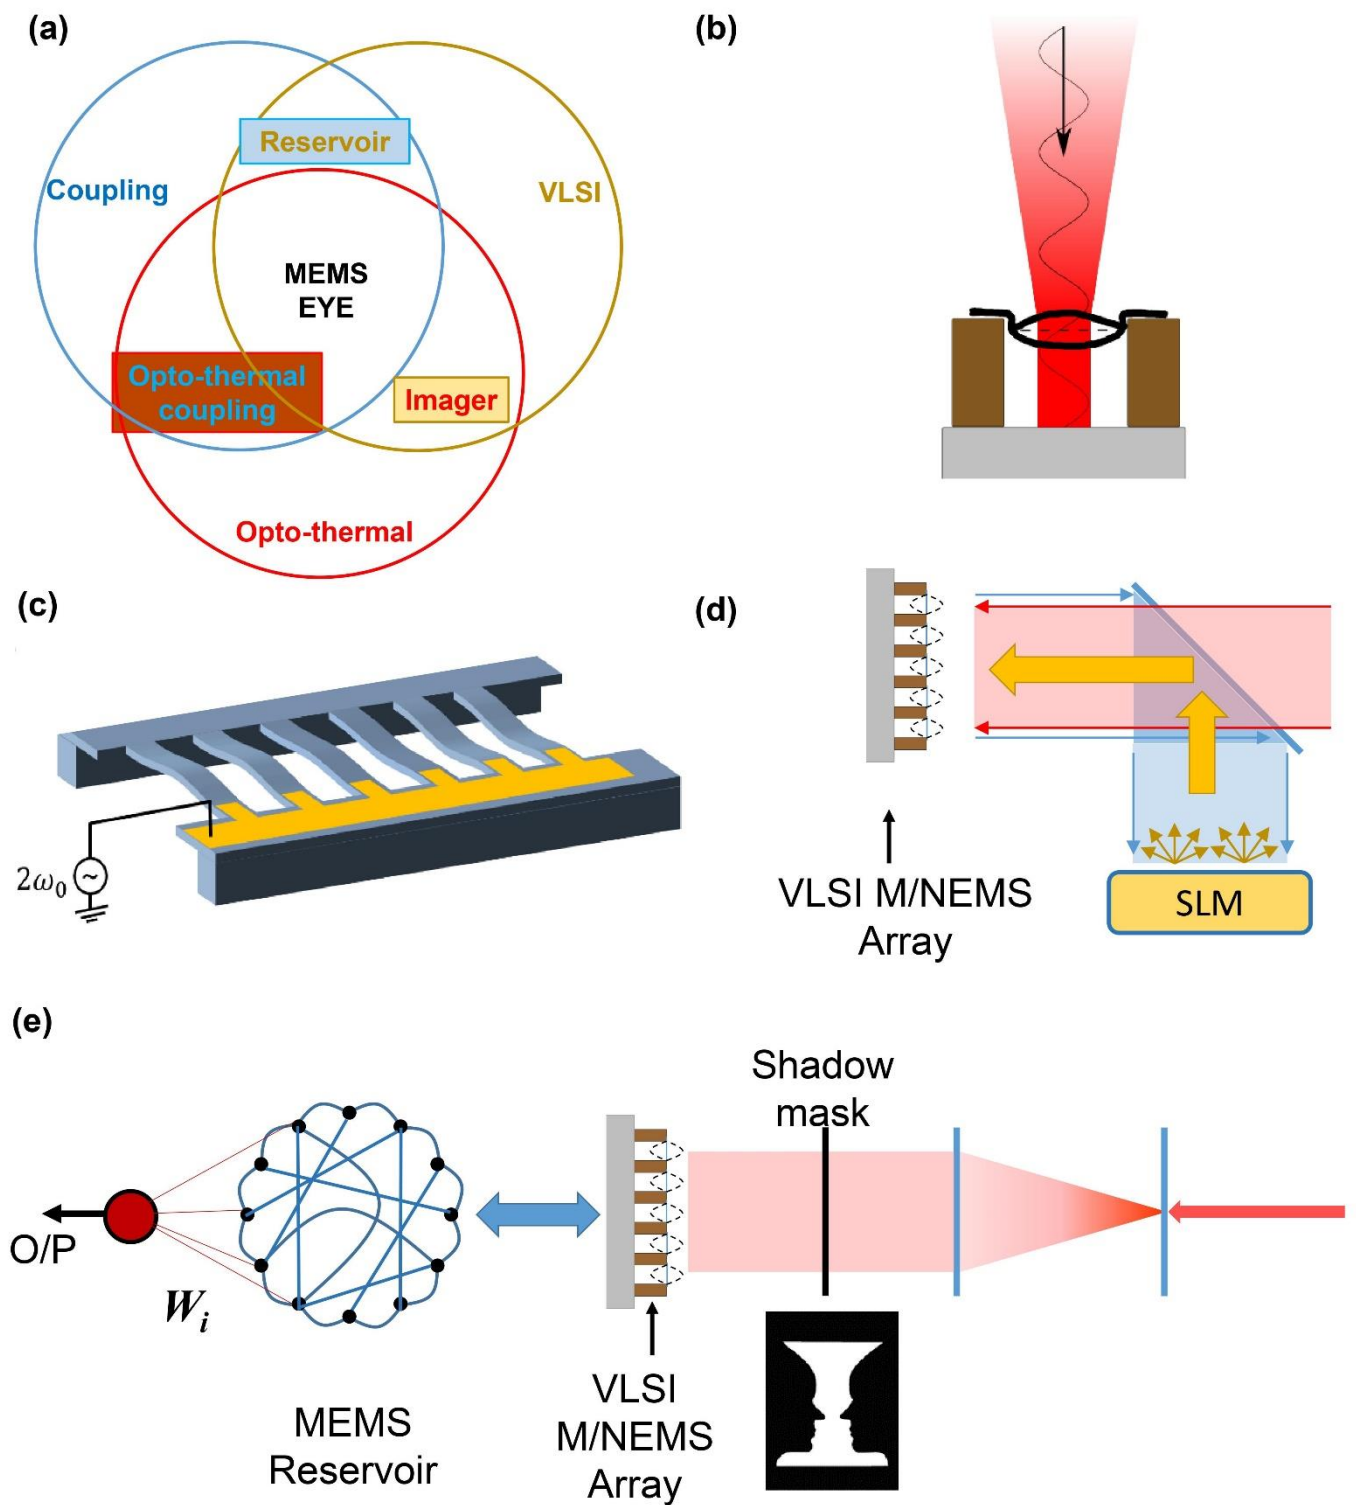 (a)
Reservoir
Coupling
VLSI
MEMS
EYE
Opto-thermal
coupling
Imager
Opto-thermal
(b)
(c)
2ω₀
~
(d)
VLSI M/NEMS
Array
SLM
(e)
Shadow
mask
O/P
Wᵢ
MEMS
Reservoir
VLSI
M/NEMS
Array